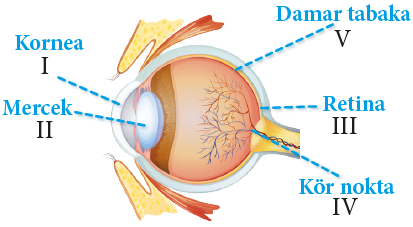 Damar tabaka
V
Kornea
I
Mercek
II
Retina
III
Kör nokta
IV